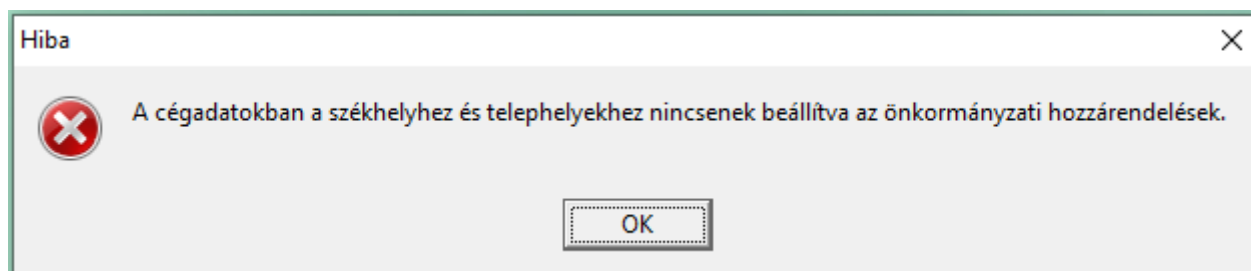 Hiba
A cégadatokban a székhelyhez és telephelyekhez nincsenek beállítva az önkormányzati hozzárendelések.
OK